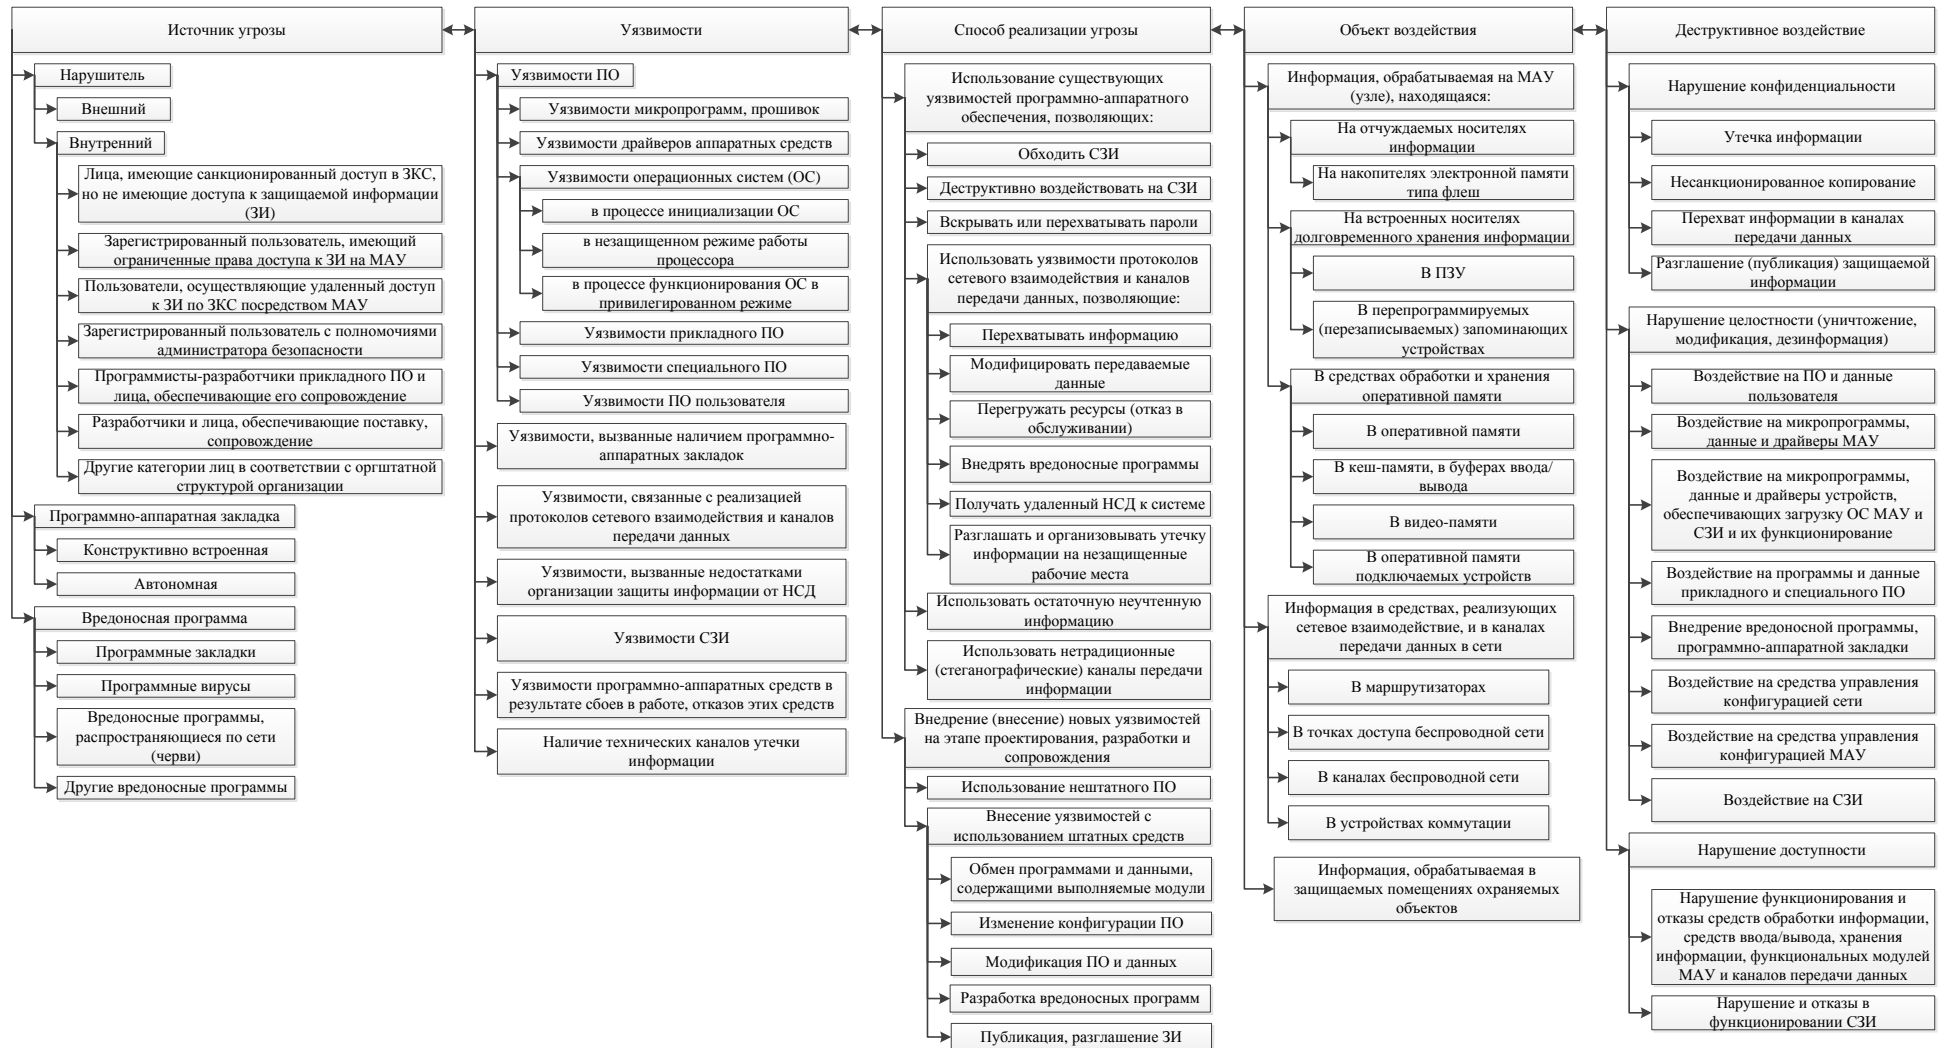 Источник угрозы
Нарушитель
Внешний
Внутренний
Лица, имеющие санкционированный доступ в ЗКС,
но не имеющие доступа к защищаемой информации
(ЗИ)
Зарегистрированный пользователь, имеющий
ограниченные права доступа к ЗИ на МАУ
Пользователи, осуществляющие удаленный доступ
к ЗИ по ЗКС посредством МАУ
Зарегистрированный пользователь с полномочиями
администратора безопасности
Программисты-разработчики прикладного ПО и
лица, обеспечивающие его сопровождение
Разработчики и лица, обеспечивающие поставку,
сопровождение
Другие категории лиц в соответствии с оргштатной
структурой организации
Программно-аппаратная закладка
Конструктивно встроенная
Автономная
Вредоносная программа
Программные закладки
Программные вирусы
Вредоносные программы,
распространяющиеся по сети
(черви)
Другие вредоносные программы
Уязвимости
Уязвимости ПО
Уязвимости микропрограмм, прошивок
Уязвимости драйверов аппаратных средств
Уязвимости операционных систем (ОС)
в процессе инициализации ОС
в незащищенном режиме работы
процессора
в процессе функционирования ОС в
привилегированном режиме
Уязвимости прикладного ПО
Уязвимости специального ПО
Уязвимости ПО пользователя
Уязвимости, вызванные наличием программно-
аппаратных закладок
Уязвимости, связанные с реализацией
протоколов сетевого взаимодействия и каналов
передачи данных
Уязвимости, вызванные недостатками
организации защиты информации от НСД
Уязвимости СЗИ
Уязвимости программно-аппаратных средств в
результате сбоев в работе, отказов этих средств
Наличие технических каналов утечки
информации
Способ реализации угрозы
Использование существующих
уязвимостей программно-аппаратного
обеспечения, позволяющих:
Обходить СЗИ
Деструктивно воздействовать на СЗИ
Вскрывать или перехватывать пароли
Использовать уязвимости протоколов
сетевого взаимодействия и каналов
передачи данных, позволяющие:
Перехватывать информацию
Модифицировать передаваемые
данные
Перегружать ресурсы (отказ в
обслуживании)
Внедрять вредоносные программы
Получать удаленный НСД к системе
Разглашать и организовывать утечку
информации на незащищенные
рабочие места
Использовать остаточную неучтенную
информацию
Использовать нетрадиционные
(стеганографические) каналы передачи
информации
Внедрение (внесение) новых уязвимостей
на этапе проектирования, разработки и
сопровождения
Использование нештатного ПО
Внесение уязвимостей с
использованием штатных средств
Обмен программами и данными,
содержащими выполняемые модули
Изменение конфигурации ПО
Модификация ПО и данных
Разработка вредоносных программ
Публикация, разглашение ЗИ
Объект воздействия
Информация, обрабатываемая на МАУ
(узле), находящаяся:
На отчуждаемых носителях
информации
На накопителях электронной памяти
типа флеш
На встроенных носителях
долговременного хранения информации
В ПЗУ
В перепрограммируемых
(перезаписываемых) запоминающих
устройствах
В средствах обработки и хранения
оперативной памяти
В оперативной памяти
В кеш-памяти, в буферах ввода/
вывода
В видео-памяти
В оперативной памяти
подключаемых устройств
Информация в средствах, реализующих
сетевое взаимодействие, и в каналах
передачи данных в сети
В маршрутизаторах
В точках доступа беспроводной сети
В каналах беспроводной сети
В устройствах коммутации
Информация, обрабатываемая в
защищаемых помещениях охраняемых
объектов
Деструктивное воздействие
Нарушение конфиденциальности
Утечка информации
Несанкционированное копирование
Перехват информации в каналах
передачи данных
Разглашение (публикация) защищаемой
информации
Нарушение целостности (уничтожение,
модификация, дезинформация)
Воздействие на ПО и данные
пользователя
Воздействие на микропрограммы,
данные и драйверы МАУ
Воздействие на микропрограммы,
данные и драйверы устройств,
обеспечивающих загрузку ОС МАУ и
СЗИ и их функционирование
Воздействие на программы и данные
прикладного и специального ПО
Внедрение вредоносной программы,
программно-аппаратной закладки
Воздействие на средства управления
конфигурацией сети
Воздействие на средства управления
конфигурацией МАУ
Воздействие на СЗИ
Нарушение доступности
Нарушение функционирования и
отказы средств обработки информации,
средств ввода/вывода, хранения
информации, функциональных модулей
МАУ и каналов передачи данных
Нарушение и отказы в
функционировании СЗИ